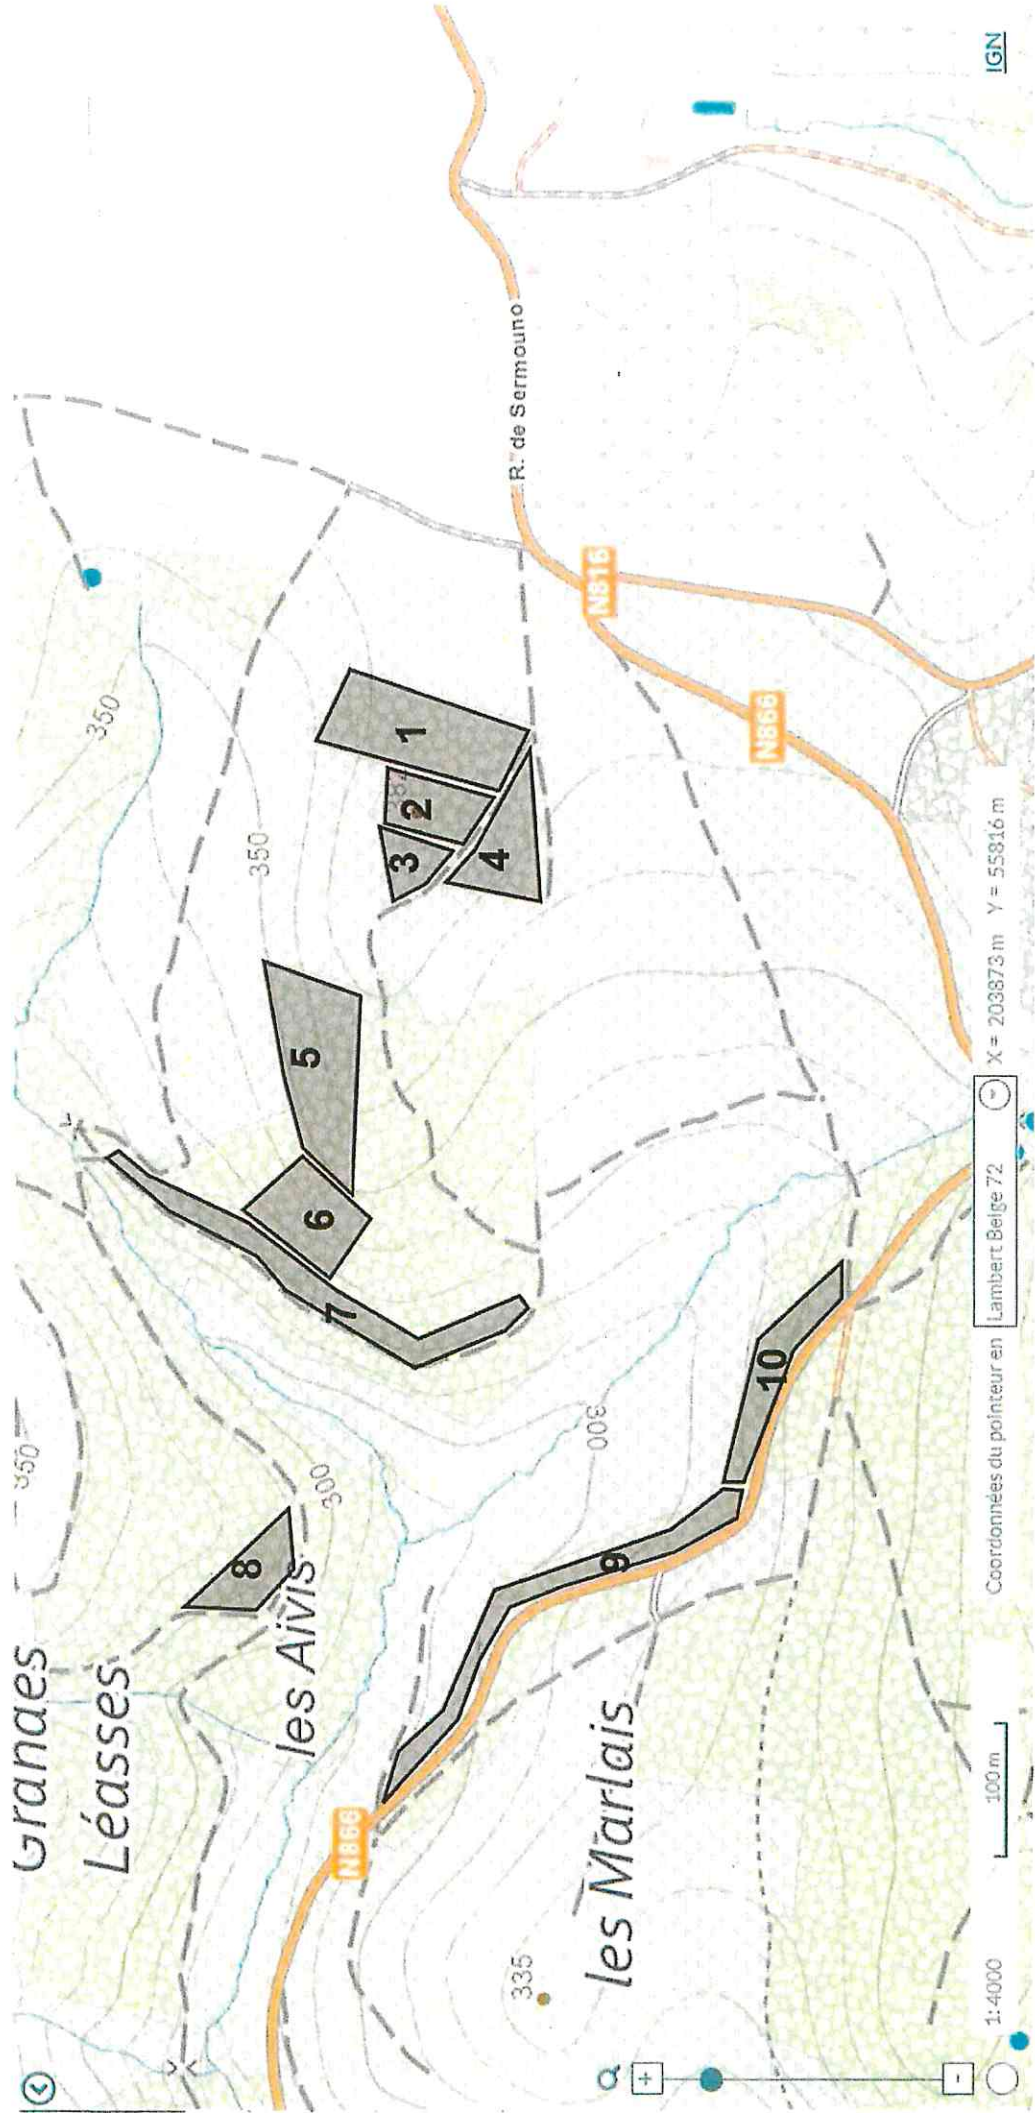 Grandes
Léasses
350
350
350
les Aivis
300
300
8
7
6
5
3
2
1
4
R. de Sermouno
N816
N866
N866
9
10
les Marlais
335
+
-
1:4000
100 m
Coordonnées du pointeur en Lambert Belge 72 X = 203873 m Y = 55816 m
IGN